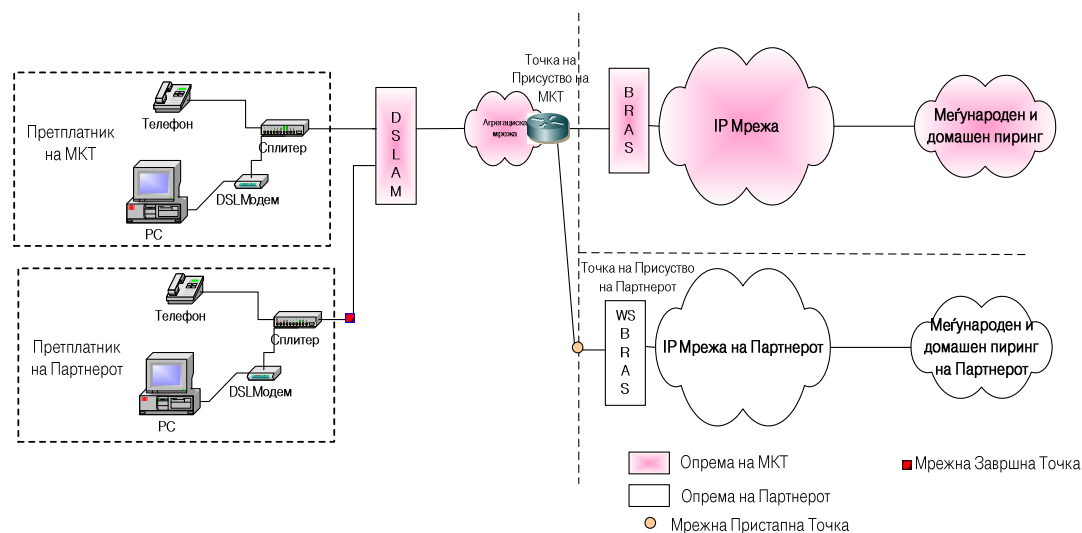 Точка на
Присуство на
МКТ
Претплатник
на МКТ
Телефон
Сплитер
DSLМодем
PC
D
S
L
A
M
Агрегациска
мрежа
B
R
A
S
IP Мрежа
Меѓународен и
домашен пиринг
Претплатник
на Партнерот
Телефон
Сплитер
DSLМодем
PC
Точка на Присуство
на Партнерот
WS
B
R
A
S
IP Мрежа на Партнерот
Меѓународен и
домашен пиринг
на Партнерот
Опрема на МКТ
Мрежна Завршна Точка
Опрема на Партнерот
Мрежна Пристапна Точка